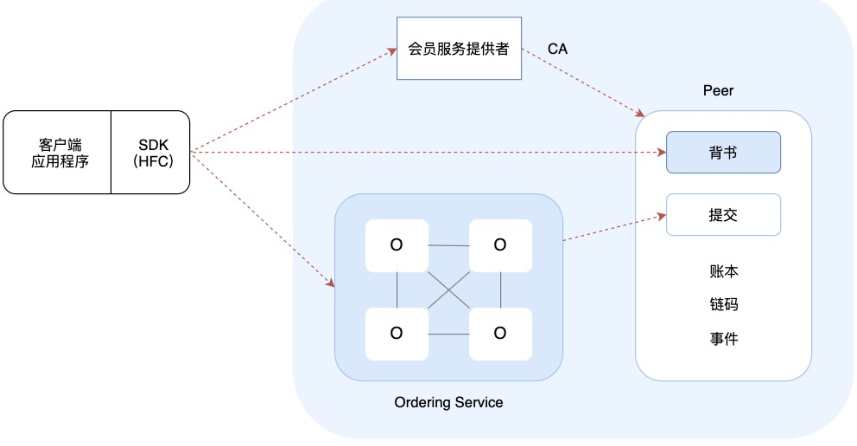 会员服务提供者
CA
Peer
客户端
应用程序
SDK
（HFC）
背书
提交
O
O
O
O
账本
链码
事件
Ordering Service